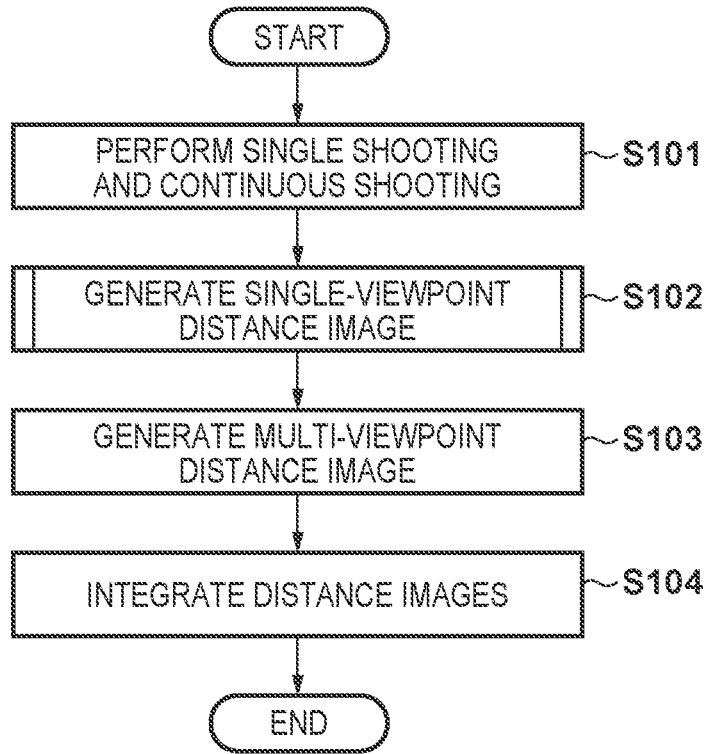 START
PERFORM SINGLE SHOOTING
AND CONTINUOUS SHOOTING
S101
GENERATE SINGLE-VIEWPOINT
DISTANCE IMAGE
S102
GENERATE MULTI-VIEWPOINT
DISTANCE IMAGE
S103
INTEGRATE DISTANCE IMAGES
S104
END